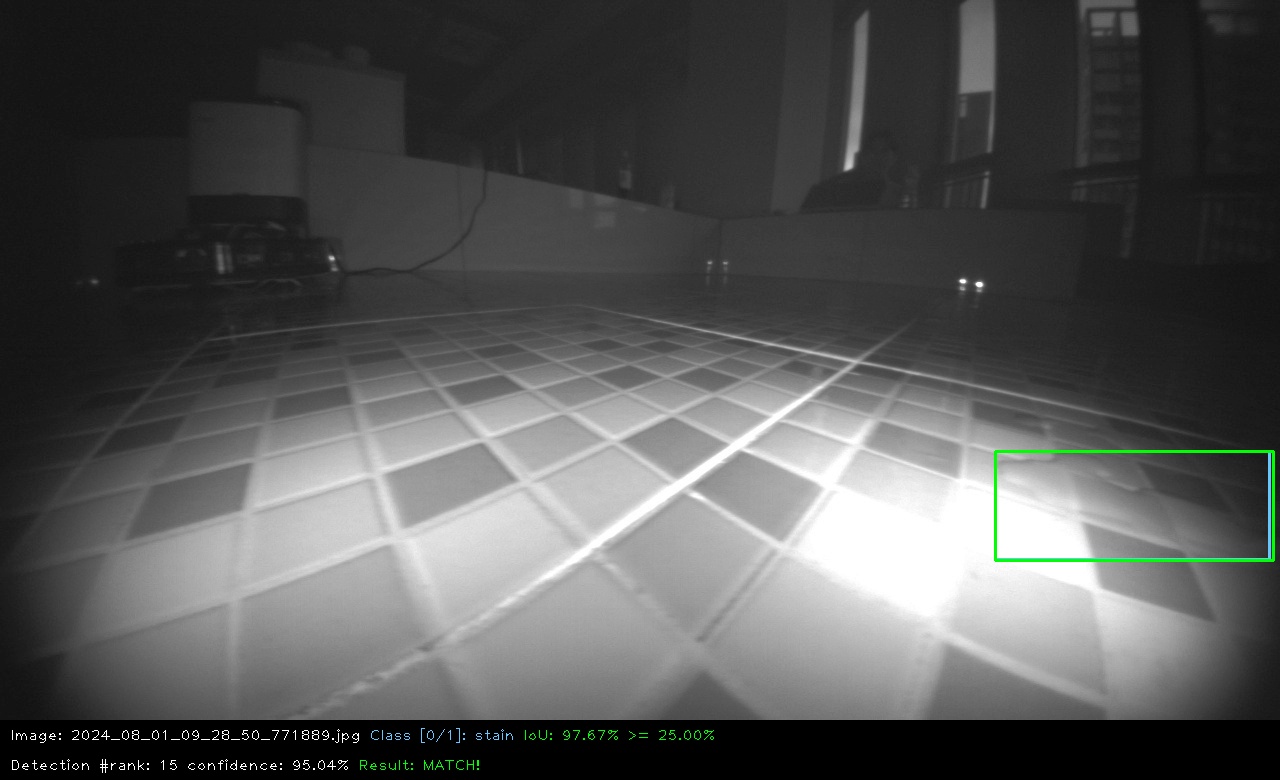 Image: 2024_08_01_09_28_50_771889.jpg Class [0/1]: stain IoU: 97.67% >= 25.00%
Detection #rank: 15 confidence: 95.04% Result: MATCH!